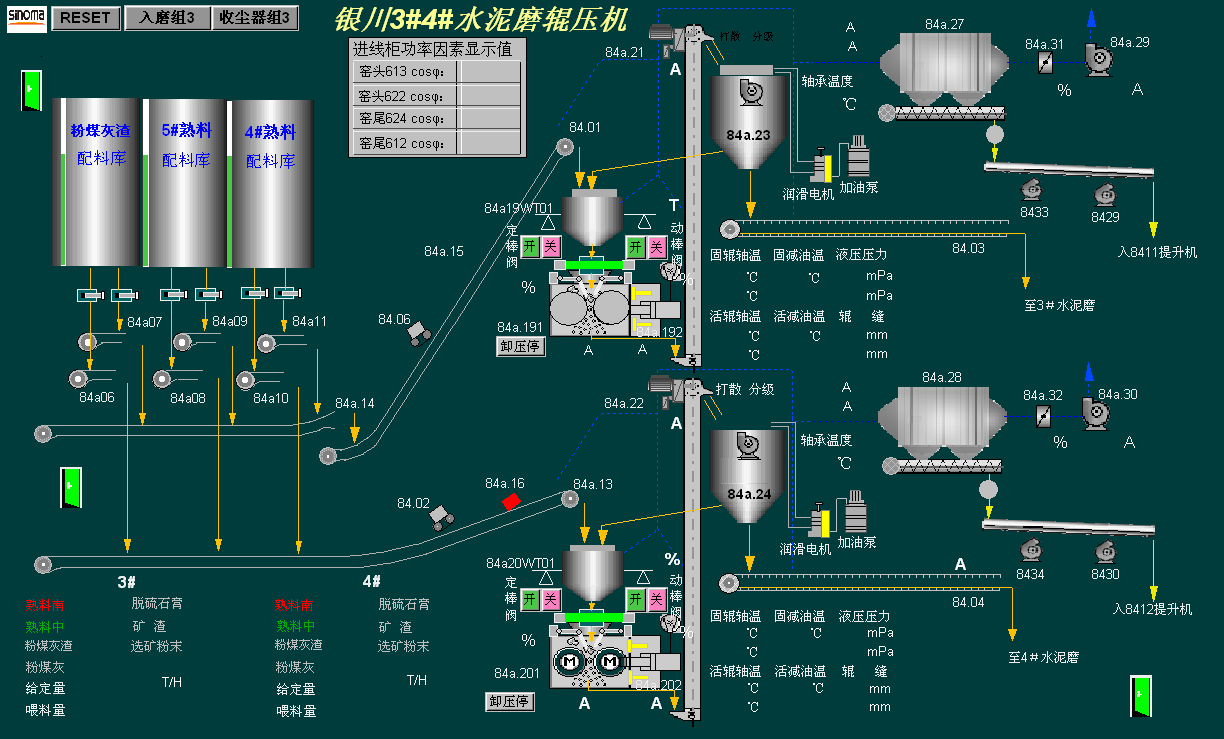 sinoma RESET 入磨组3 收尘器组3
银川3#4#水泥磨辊压机
进线柜功率因素显示值
窑头613 cosφ:
窑头622 cosφ:
窑尾624 cosφ:
窑尾612 cosφ:
粉煤灰渣
配料库
5#熟料
配料库
4#熟料
配料库
84a07
84a09
84a11
84a06
84a08
84a10
84a.14
84.01
84a.15
84.06
84a.21
A
打散 分级
84a19WT01
定棒阀
开 关
T
动棒阀
开 关
%
%
84a.191
84a.192
卸压停
A
A
84a.23
轴承温度
℃
润滑电机
加油泵
A
A
84a.27
84a.31
84a.29
%
A
8433
8429
入8411提升机
84.03
至3#水泥磨
固辊轴温 固减油温 液压压力
℃ ℃ mPa
℃ mPa
活辊轴温 活减油温 辊 缝
℃ ℃ mm
℃ mm
84.02
84a.16
84a.13
84a.22
A
打散 分级
84a20WT01
定棒阀
开 关
%
动棒阀
开 关
%
%
84a.201
84a.202
卸压停
A
A
84a.24
轴承温度
℃
润滑电机
加油泵
A
A
84a.28
84a.32
84a.30
%
A
8434
8430
入8412提升机
A
84.04
至4#水泥磨
固辊轴温 固减油温 液压压力
℃ ℃ mPa
℃ mPa
活辊轴温 活减油温 辊 缝
℃ ℃ mm
℃ mm
M M
3#
熟料南 脱硫石膏
熟料中 矿 渣
粉煤灰渣 选矿粉末
粉煤灰
给定量 T/H
喂料量
4#
熟料南 脱硫石膏
熟料中 矿 渣
粉煤灰渣 选矿粉末
粉煤灰
给定量 T/H
喂料量